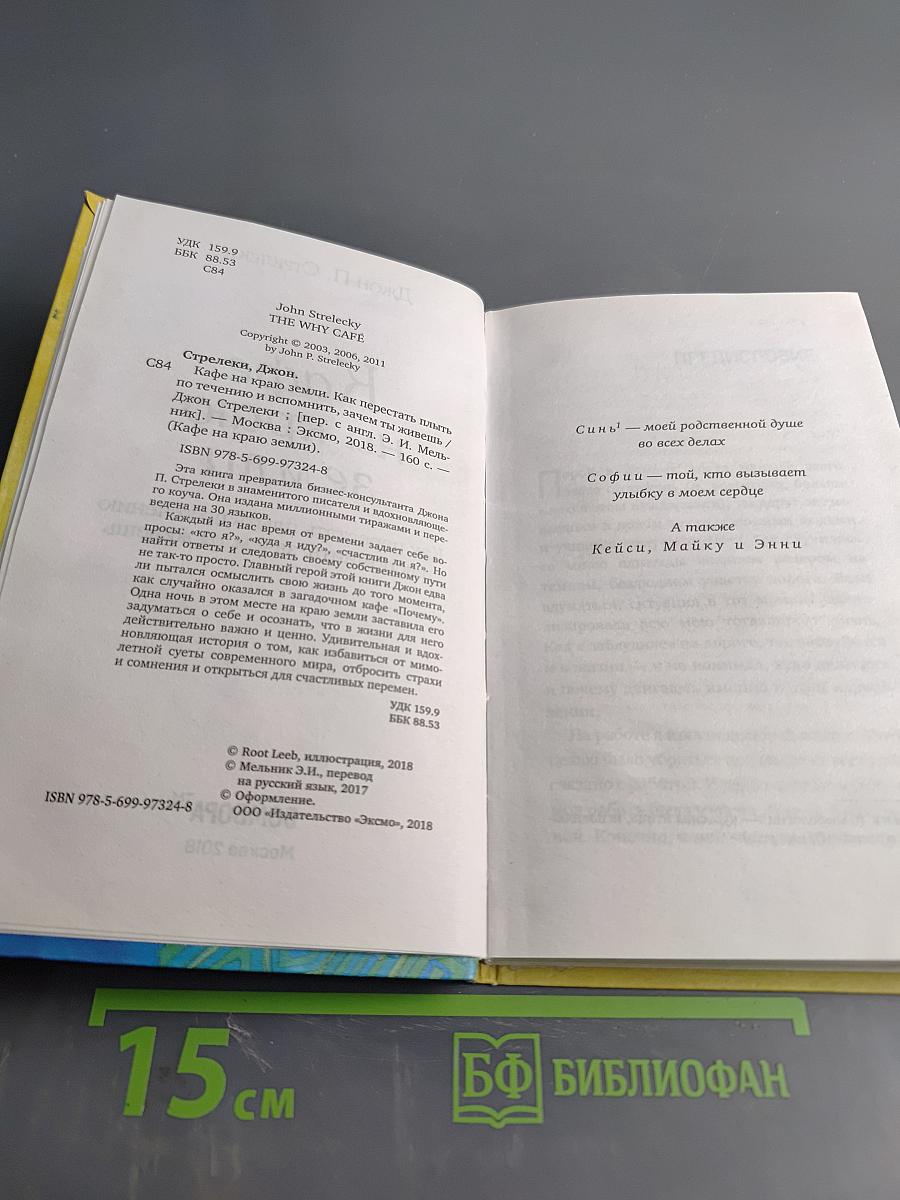 УДК 159.9
ББК 88.53
С84
John Strelecky
THE WHY CAFÉ
Copyright © 2003, 2006, 2011
by John P. Strelecky
Стрелеки, Джон.
С84 Кафе на краю земли. Как перестать плыть
по течению и вспомнить, зачем ты живешь /
Джон Стрелеки ; [пер. с англ. Э. И. Мель-
ник]. — Москва : Эксмо, 2018. — 160 с. —
(Кафе на краю земли).
ISBN 978-5-699-97324-8
Эта книга превратила бизнес-консультанта Джона
П. Стрелеки в знаменитого писателя и вдохновляюще-
го коуча. Она издана миллионными тиражами и пере-
ведена на 30 языков.
Каждый из нас время от времени задает себе во-
просы: «кто я?», «куда я иду?», «счастлив ли я?». Но
найти ответы и следовать своему собственному пути
не так-то просто. Главный герой этой книги Джон едва
ли пытался осмыслить свою жизнь до того момента,
как случайно оказался в загадочном кафе «Почему».
Одна ночь в этом месте на краю земли заставила его
задуматься о себе и осознать, что в жизни для него
действительно важно и ценно. Удивительная и вдох-
новляющая история о том, как избавиться от мимо-
летной суеты современного мира, отбросить страхи
и сомнения и открыться для счастливых перемен.
УДК 159.9
ББК 88.53
© Root Leeb, иллюстрация, 2018
© Мельник Э.И., перевод
на русский язык, 2017
© Оформление.
ООО «Издательство «Эксмо», 2018
ISBN 978-5-699-97324-8
Синь¹ — моей родственной душе
во всех делах
Софии — той, кто вызывает
улыбку в моем сердце
А также
Кейси, Майку и Энни
15 см
БФ БИБЛИОФАН